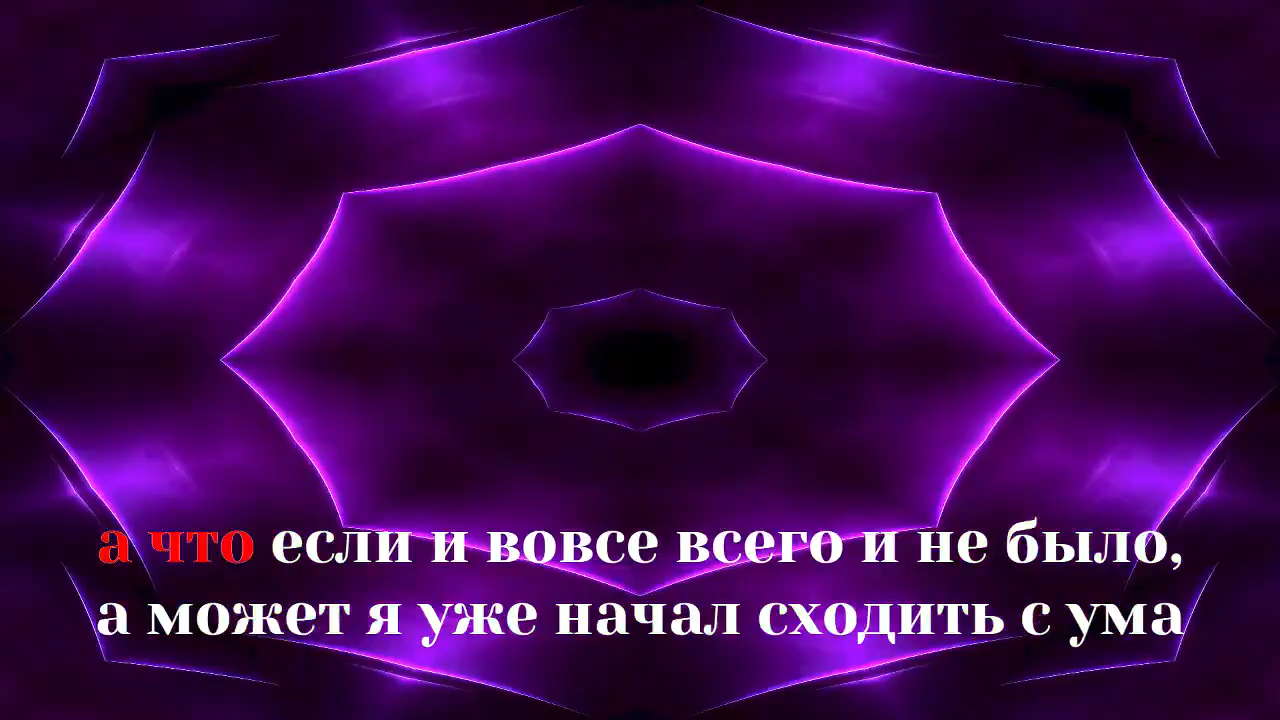 а что если и вовсе всего и не было,
а может я уже начал сходить с ума